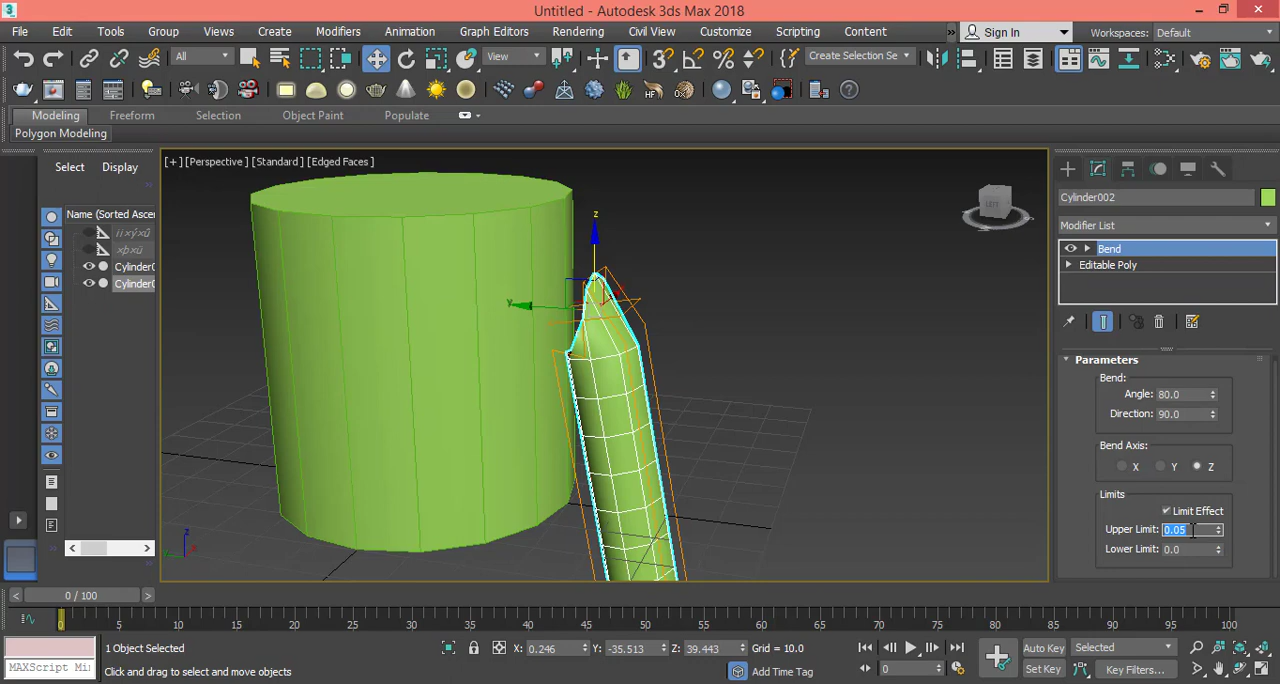 Untitled - Autodesk 3ds Max 2018
File Edit Tools Group Views Create Modifiers Animation Graph Editors Rendering Civil View Customize Scripting Content » Sign In Workspaces: Default
All View Create Selection Se
Modeling Freeform Selection Object Paint Populate
Polygon Modeling
Select Display
[+] [Perspective] [Standard] [Edged Faces]
Name (Sorted Ascen
Cylinder0
Cylinder0
z
y
LEFT
Cylinder002
Modifier List
Bend
Editable Poly
Parameters
Bend:
Angle: 80.0
Direction: 90.0
Bend Axis:
X Y Z
Limits
Limit Effect
Upper Limit: 0.05
Lower Limit: 0.0
< 0 / 100 >
0 5 10 15 20 25 30 35 40 45 50 55 60 65 70 75 80 85 90 95 100
1 Object Selected X: 0.246 Y: -35.513 Z: 39.443 Grid = 10.0 Auto Key Selected
MAXScript Mi: Click and drag to select and move objects Add Time Tag 0 Set Key Key Filters...